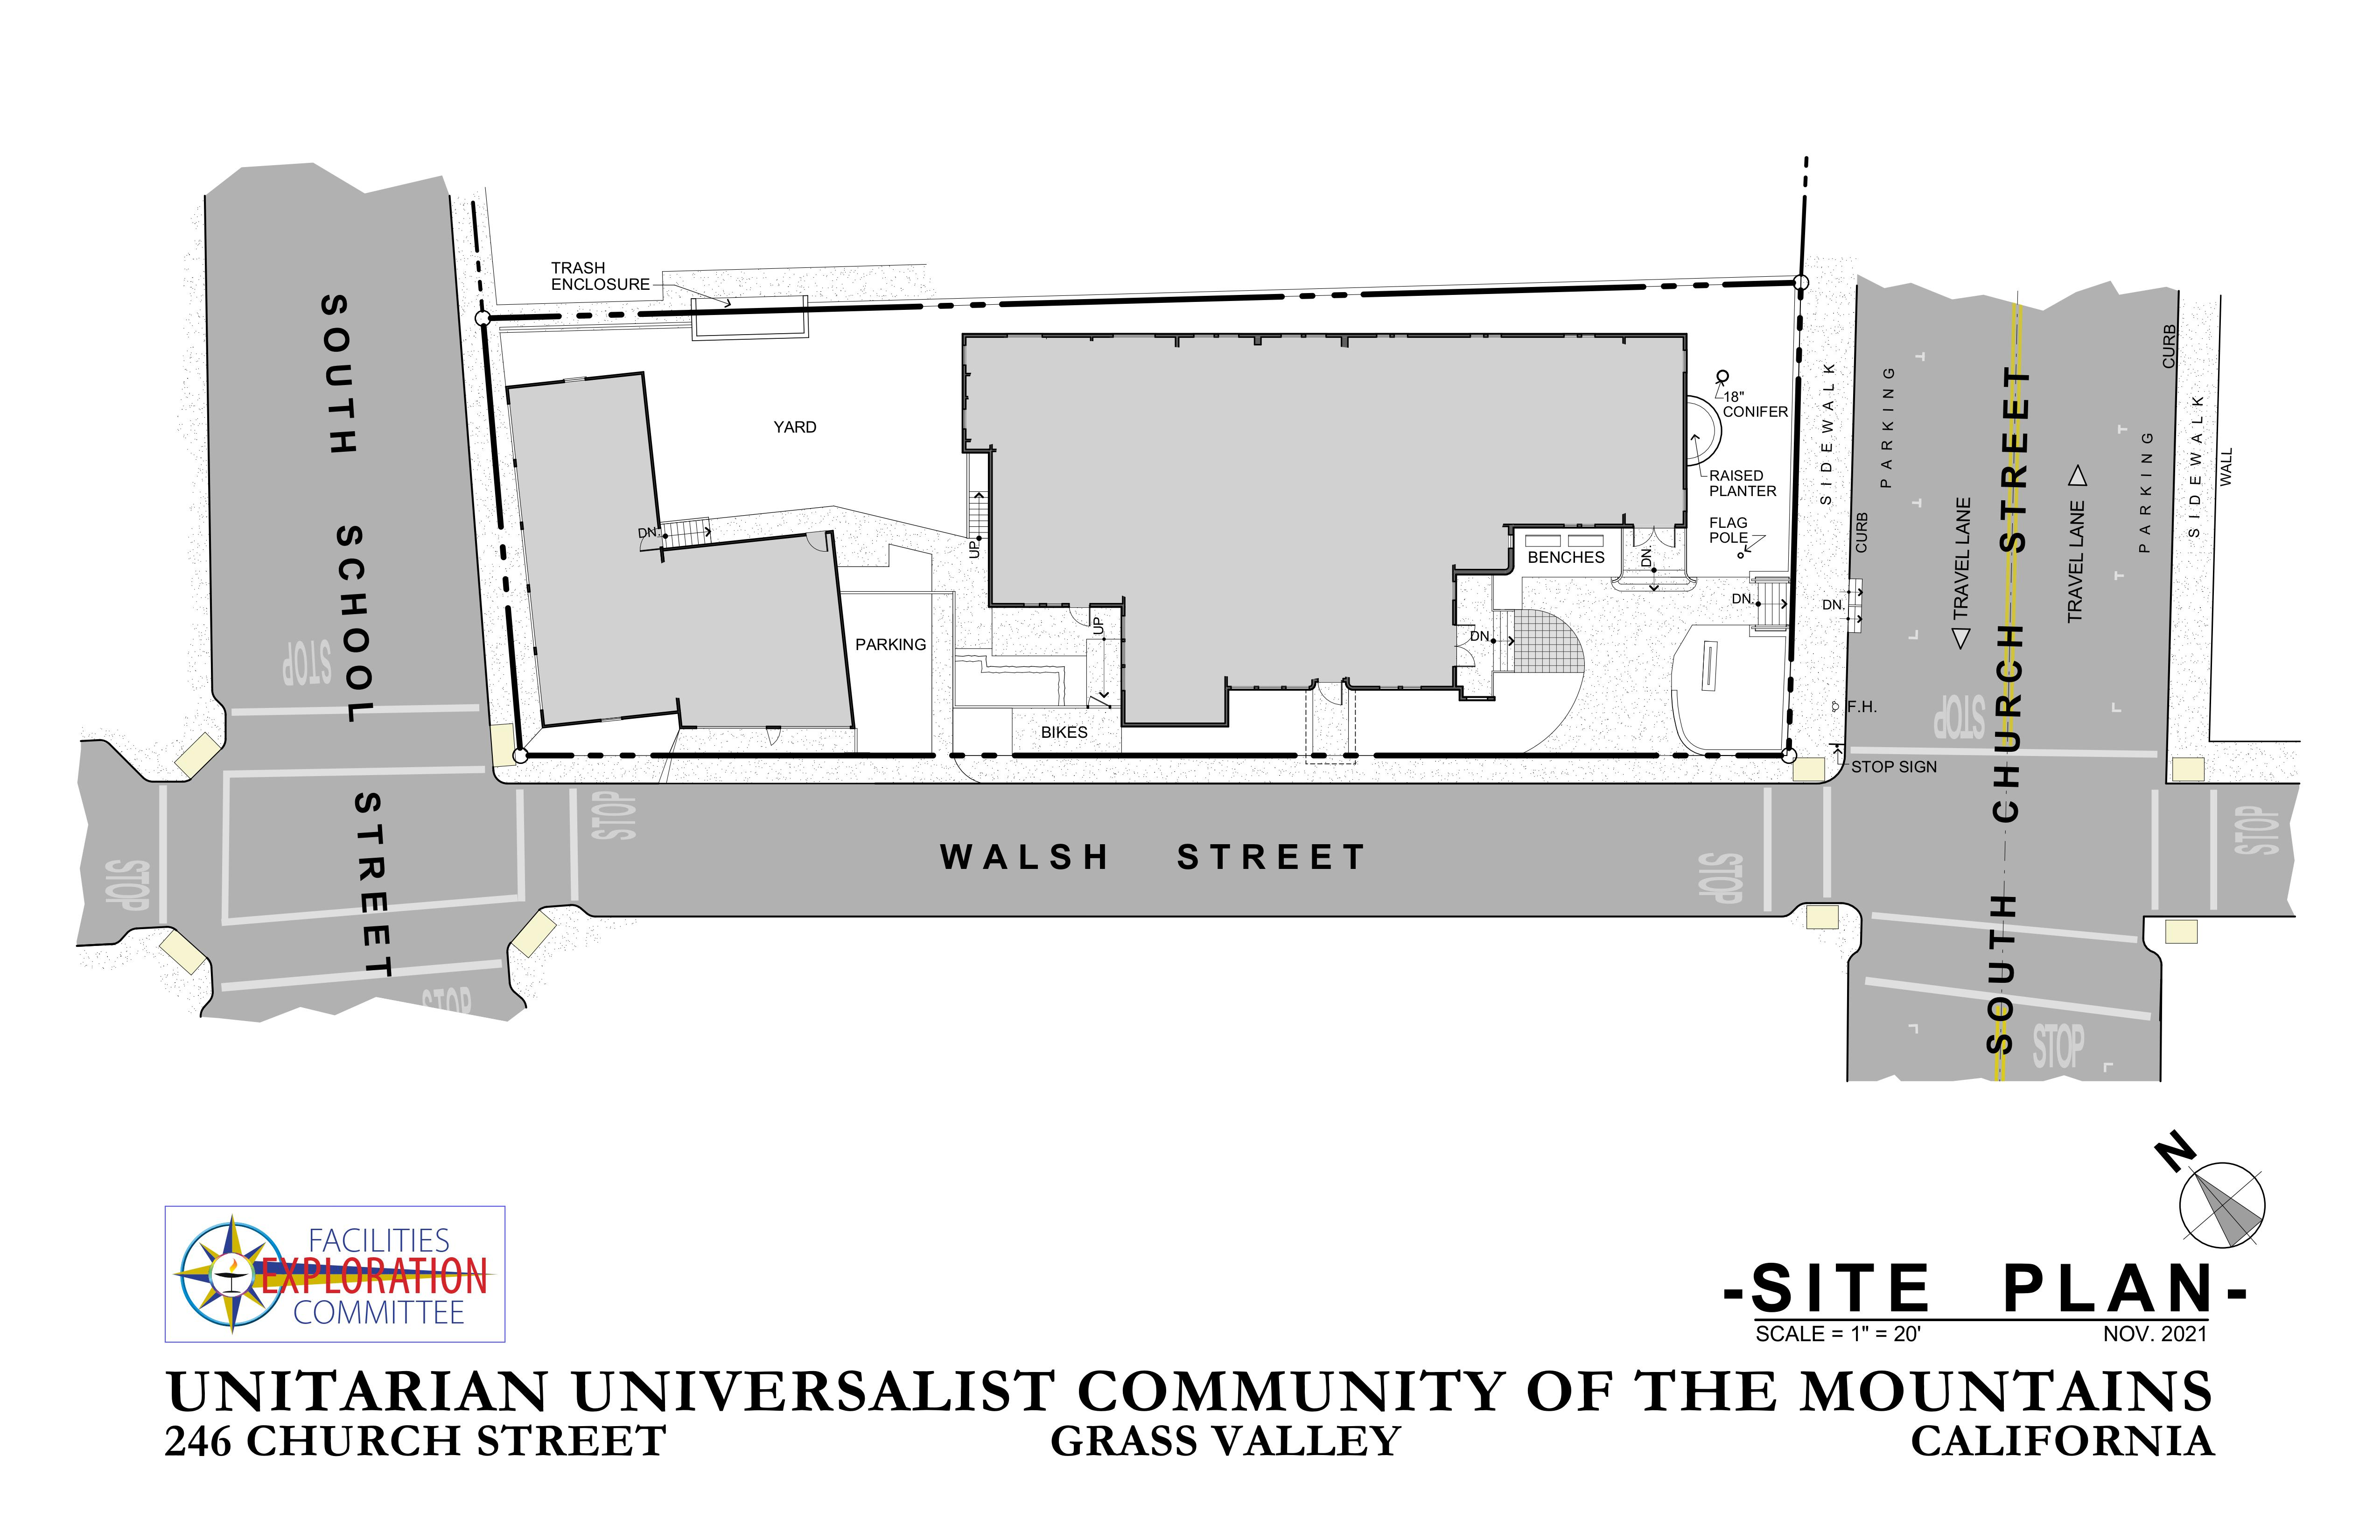 TRASH
ENCLOSURE
YARD
18"
CONIFER
RAISED
PLANTER
FLAG
POLE
BENCHES
DN.
DN.
DN.
DN.
DN.
UP
UP
PARKING
BIKES
SIDEWALK
PARKING
CURB
TRAVEL LANE
TRAVEL LANE
PARKING
CURB
SIDEWALK
WALL
F.H.
STOP SIGN
SOUTH SCHOOL STREET
SOUTH CHURCH STREET
WALSH STREET
STOP
STOP
STOP
STOP
STOP
STOP
STOP
STOP
N
-SITE PLAN-
SCALE = 1" = 20'
NOV. 2021
FACILITIES
EXPLORATION
COMMITTEE
UNITARIAN UNIVERSALIST COMMUNITY OF THE MOUNTAINS
246 CHURCH STREET GRASS VALLEY CALIFORNIA